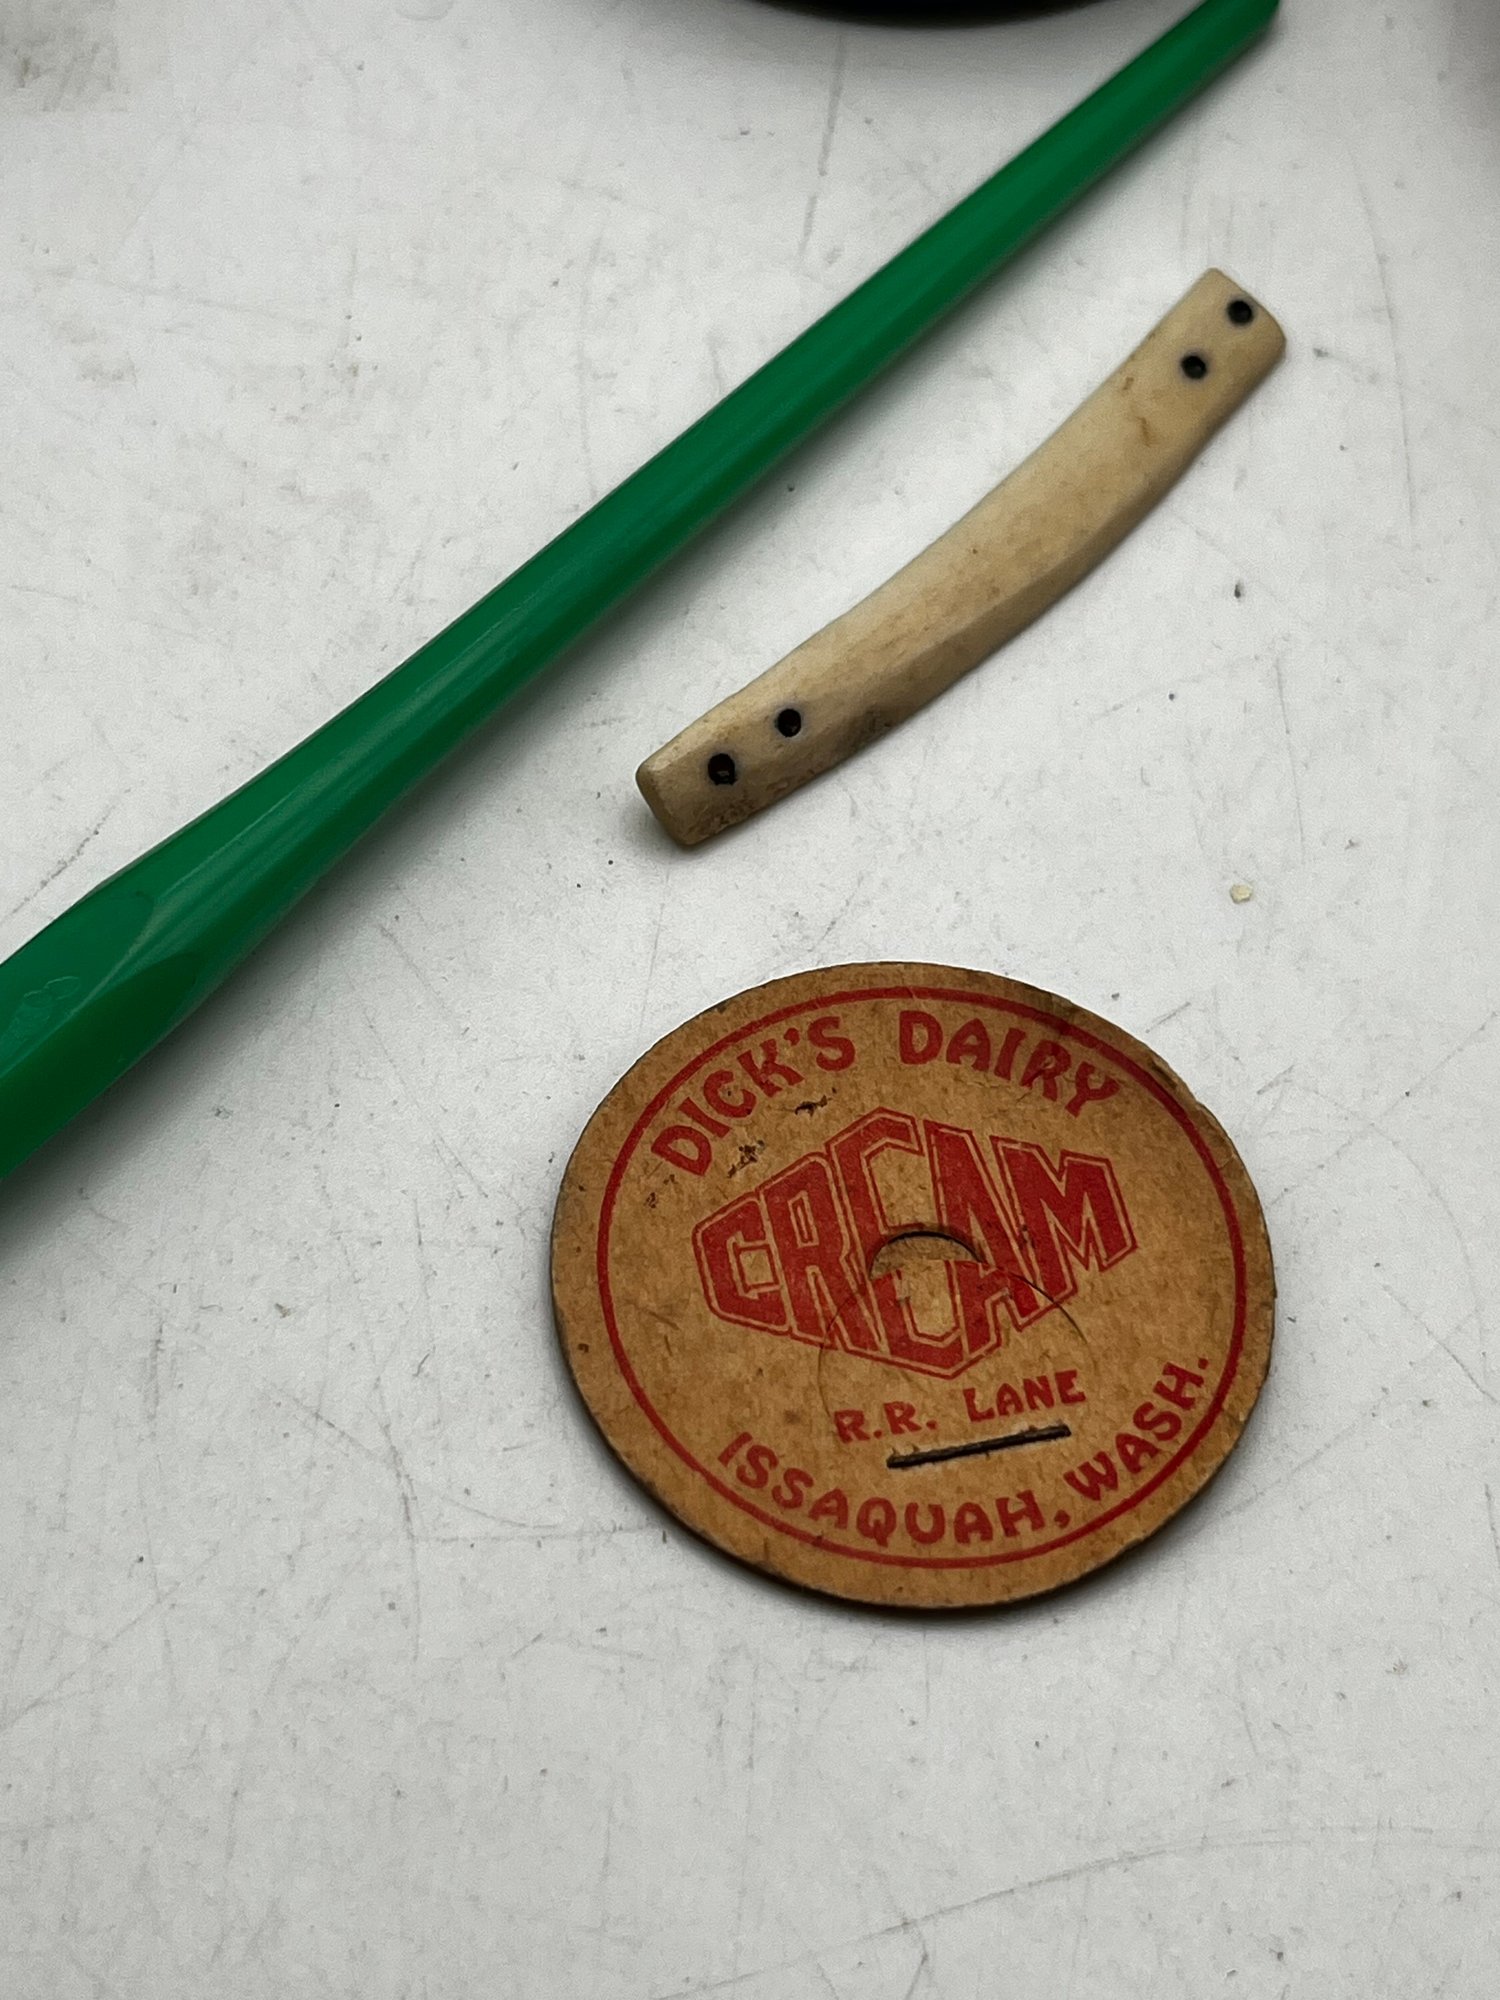 DICK'S DAIRY
CREAM
R.R. LANE
ISSAQUAH, WASH.